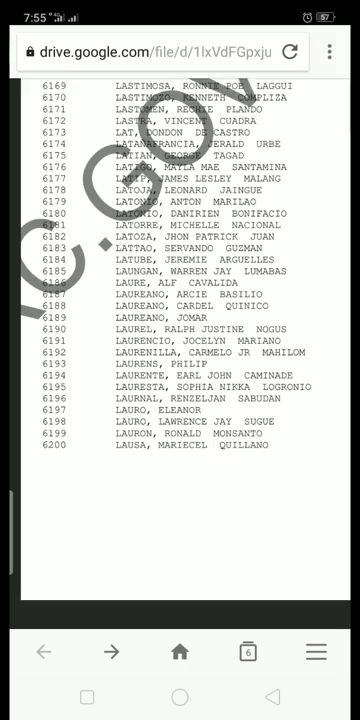 7:55 57
drive.google.com/file/d/1lxVdFGpxju
6169 LASTIMOSA, RONNIE POE LAGGUI
6170 LASTIMOZO, KENNETH COMPLIZA
6171 LASTOMEN, RECHIE PLANDO
6172 LASTRA, VINCENT CUADRA
6173 LAT, DONDON DE CASTRO
6174 LATAÑAFRANCIA, JERALD URBE
6175 LATIAN, GEORGE TAGAD
6176 LATIGO, MAYLA MAE SANTAMINA
6177 LATIP, JAMES LESLEY MALANG
6178 LATOJA, LEONARD JAINGUE
6179 LATONIO, ANTON MARILAO
6180 LATONIO, DANIRIEN BONIFACIO
6181 LATORRE, MICHELLE NACIONAL
6182 LATOZA, JHON PATRICK JUAN
6183 LATTAO, SERVANDO GUZMAN
6184 LATUBE, JEREMIE ARGUELLES
6185 LAUNGAN, WARREN JAY LUMABAS
6186 LAURE, ALF CAVALIDA
6187 LAUREANO, ARCIE BASILIO
6188 LAUREANO, CARDEL QUINICO
6189 LAUREANO, JOMAR
6190 LAUREL, RALPH JUSTINE NOGUS
6191 LAURENCIO, JOCELYN MARIANO
6192 LAURENILLA, CARMELO JR MAHILOM
6193 LAURENS, PHILIP
6194 LAURENTE, EARL JOHN CAMINADE
6195 LAURESTA, SOPHIA NIKKA LOGRONIO
6196 LAURNAL, RENZELJAN SABUDAN
6197 LAURO, ELEANOR
6198 LAURO, LAWRENCE JAY SUGUE
6199 LAURON, RONALD MONSANTO
6200 LAUSA, MARIECEL QUILLANO
6